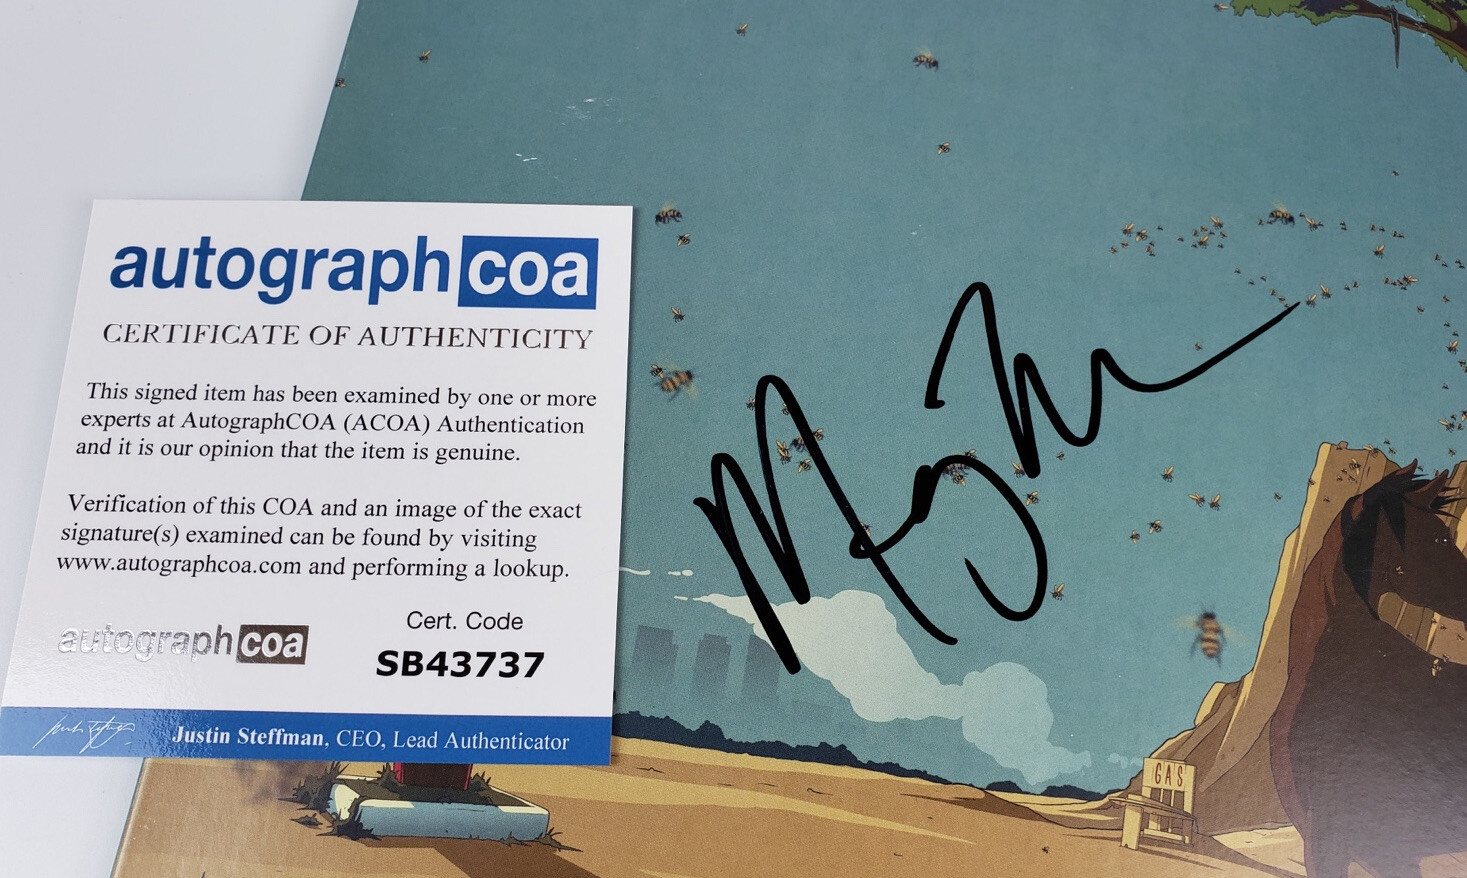 autograph coa
CERTIFICATE OF AUTHENTICITY
This signed item has been examined by one or more
experts at AutographCOA (ACOA) Authentication
and it is our opinion that the item is genuine.
Verification of this COA and an image of the exact
signature(s) examined can be found by visiting
www.autographcoa.com and performing a lookup.
Cert. Code
autograph coa
SB43737
Justin Steffman, CEO, Lead Authenticator
GAS